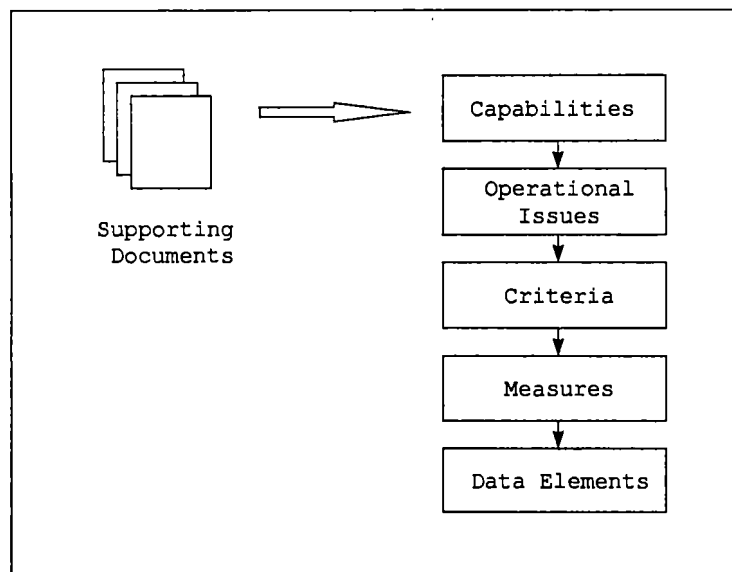 Capabilities
Operational
Issues
Supporting
Documents
Criteria
Measures
Data Elements